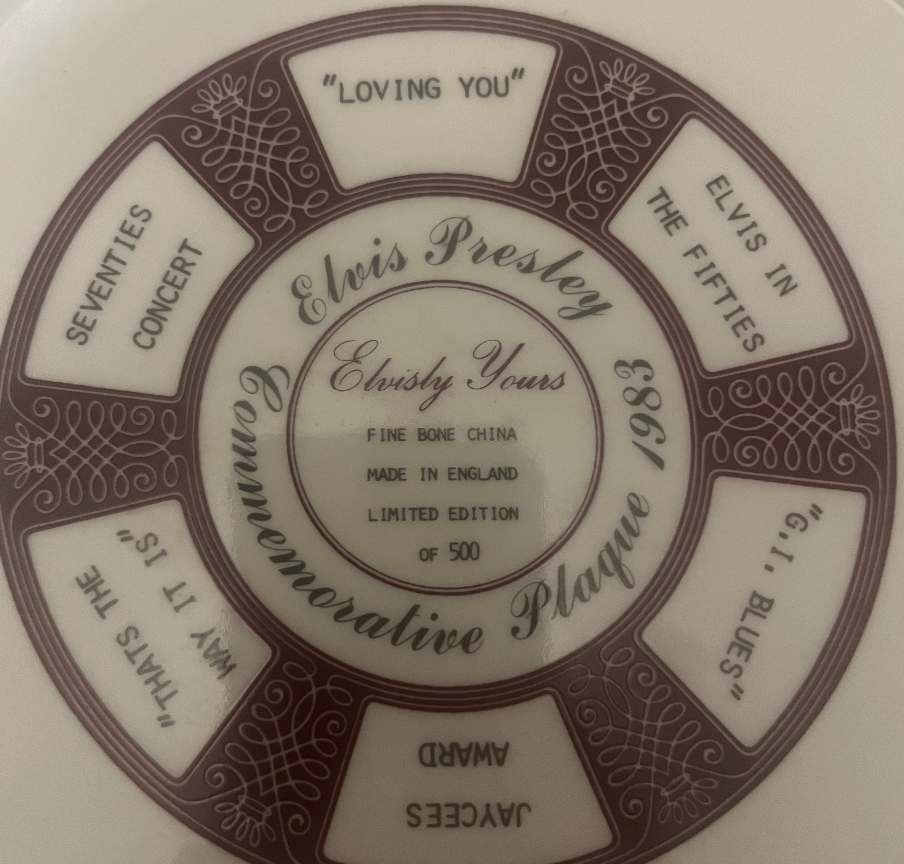 "LOVING YOU"
ELVIS IN
THE FIFTIES
"G.I. BLUES"
JAYCEES
AWARD
"THATS THE
WAY IT IS"
SEVENTIES
CONCERT
Elvis Presley
Commemorative Plaque 1983
Elvisly Yours
FINE BONE CHINA
MADE IN ENGLAND
LIMITED EDITION
OF 500